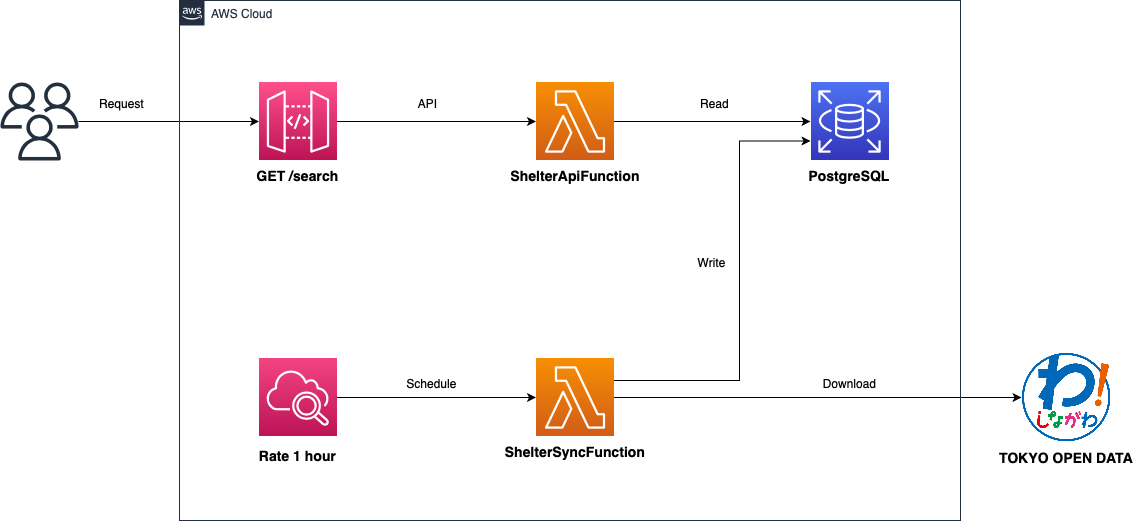 aws
AWS Cloud
Request
API
Read
GET /search
ShelterApiFunction
PostgreSQL
Write
Schedule
Download
わ!
しながわ
Rate 1 hour
ShelterSyncFunction
TOKYO OPEN DATA